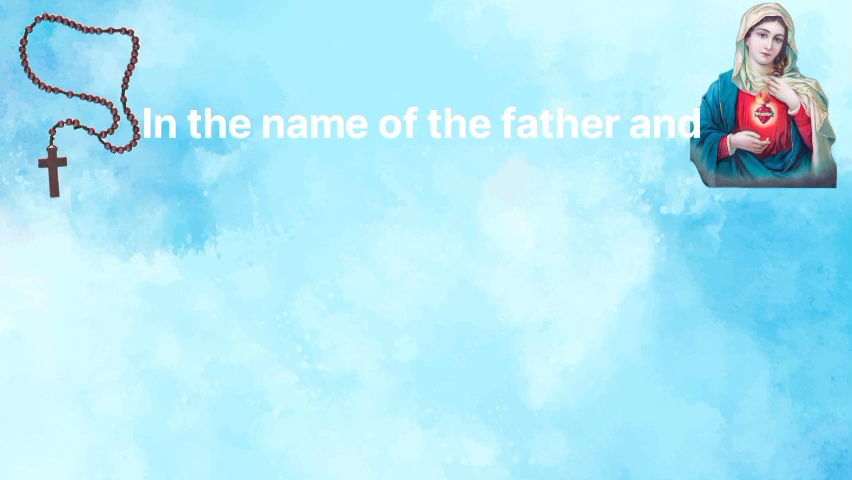 In the name of the father and